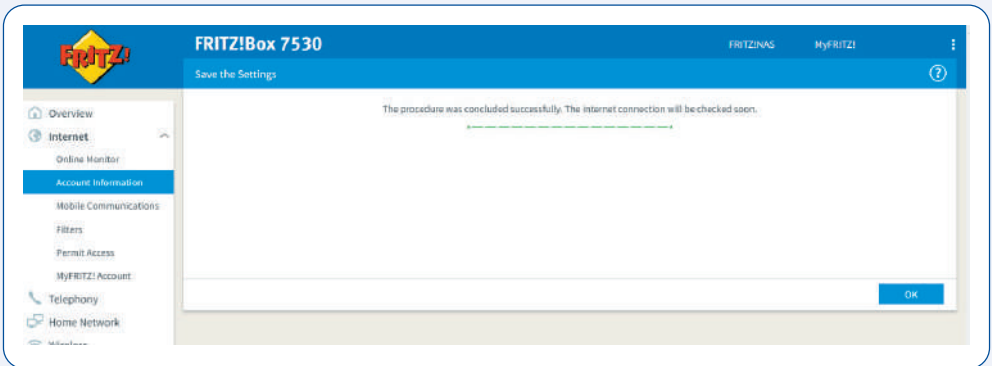 FRITZ!
FRITZ!Box 7530
FRITZ!NAS
MyFRITZ!
Save the Settings
Overview
Internet
Online Monitor
Account Information
Mobile Communications
Filters
Permit Access
MyFRITZ! Account
Telephony
Home Network
Wireless
The procedure was concluded successfully. The internet connection will be checked soon.
OK